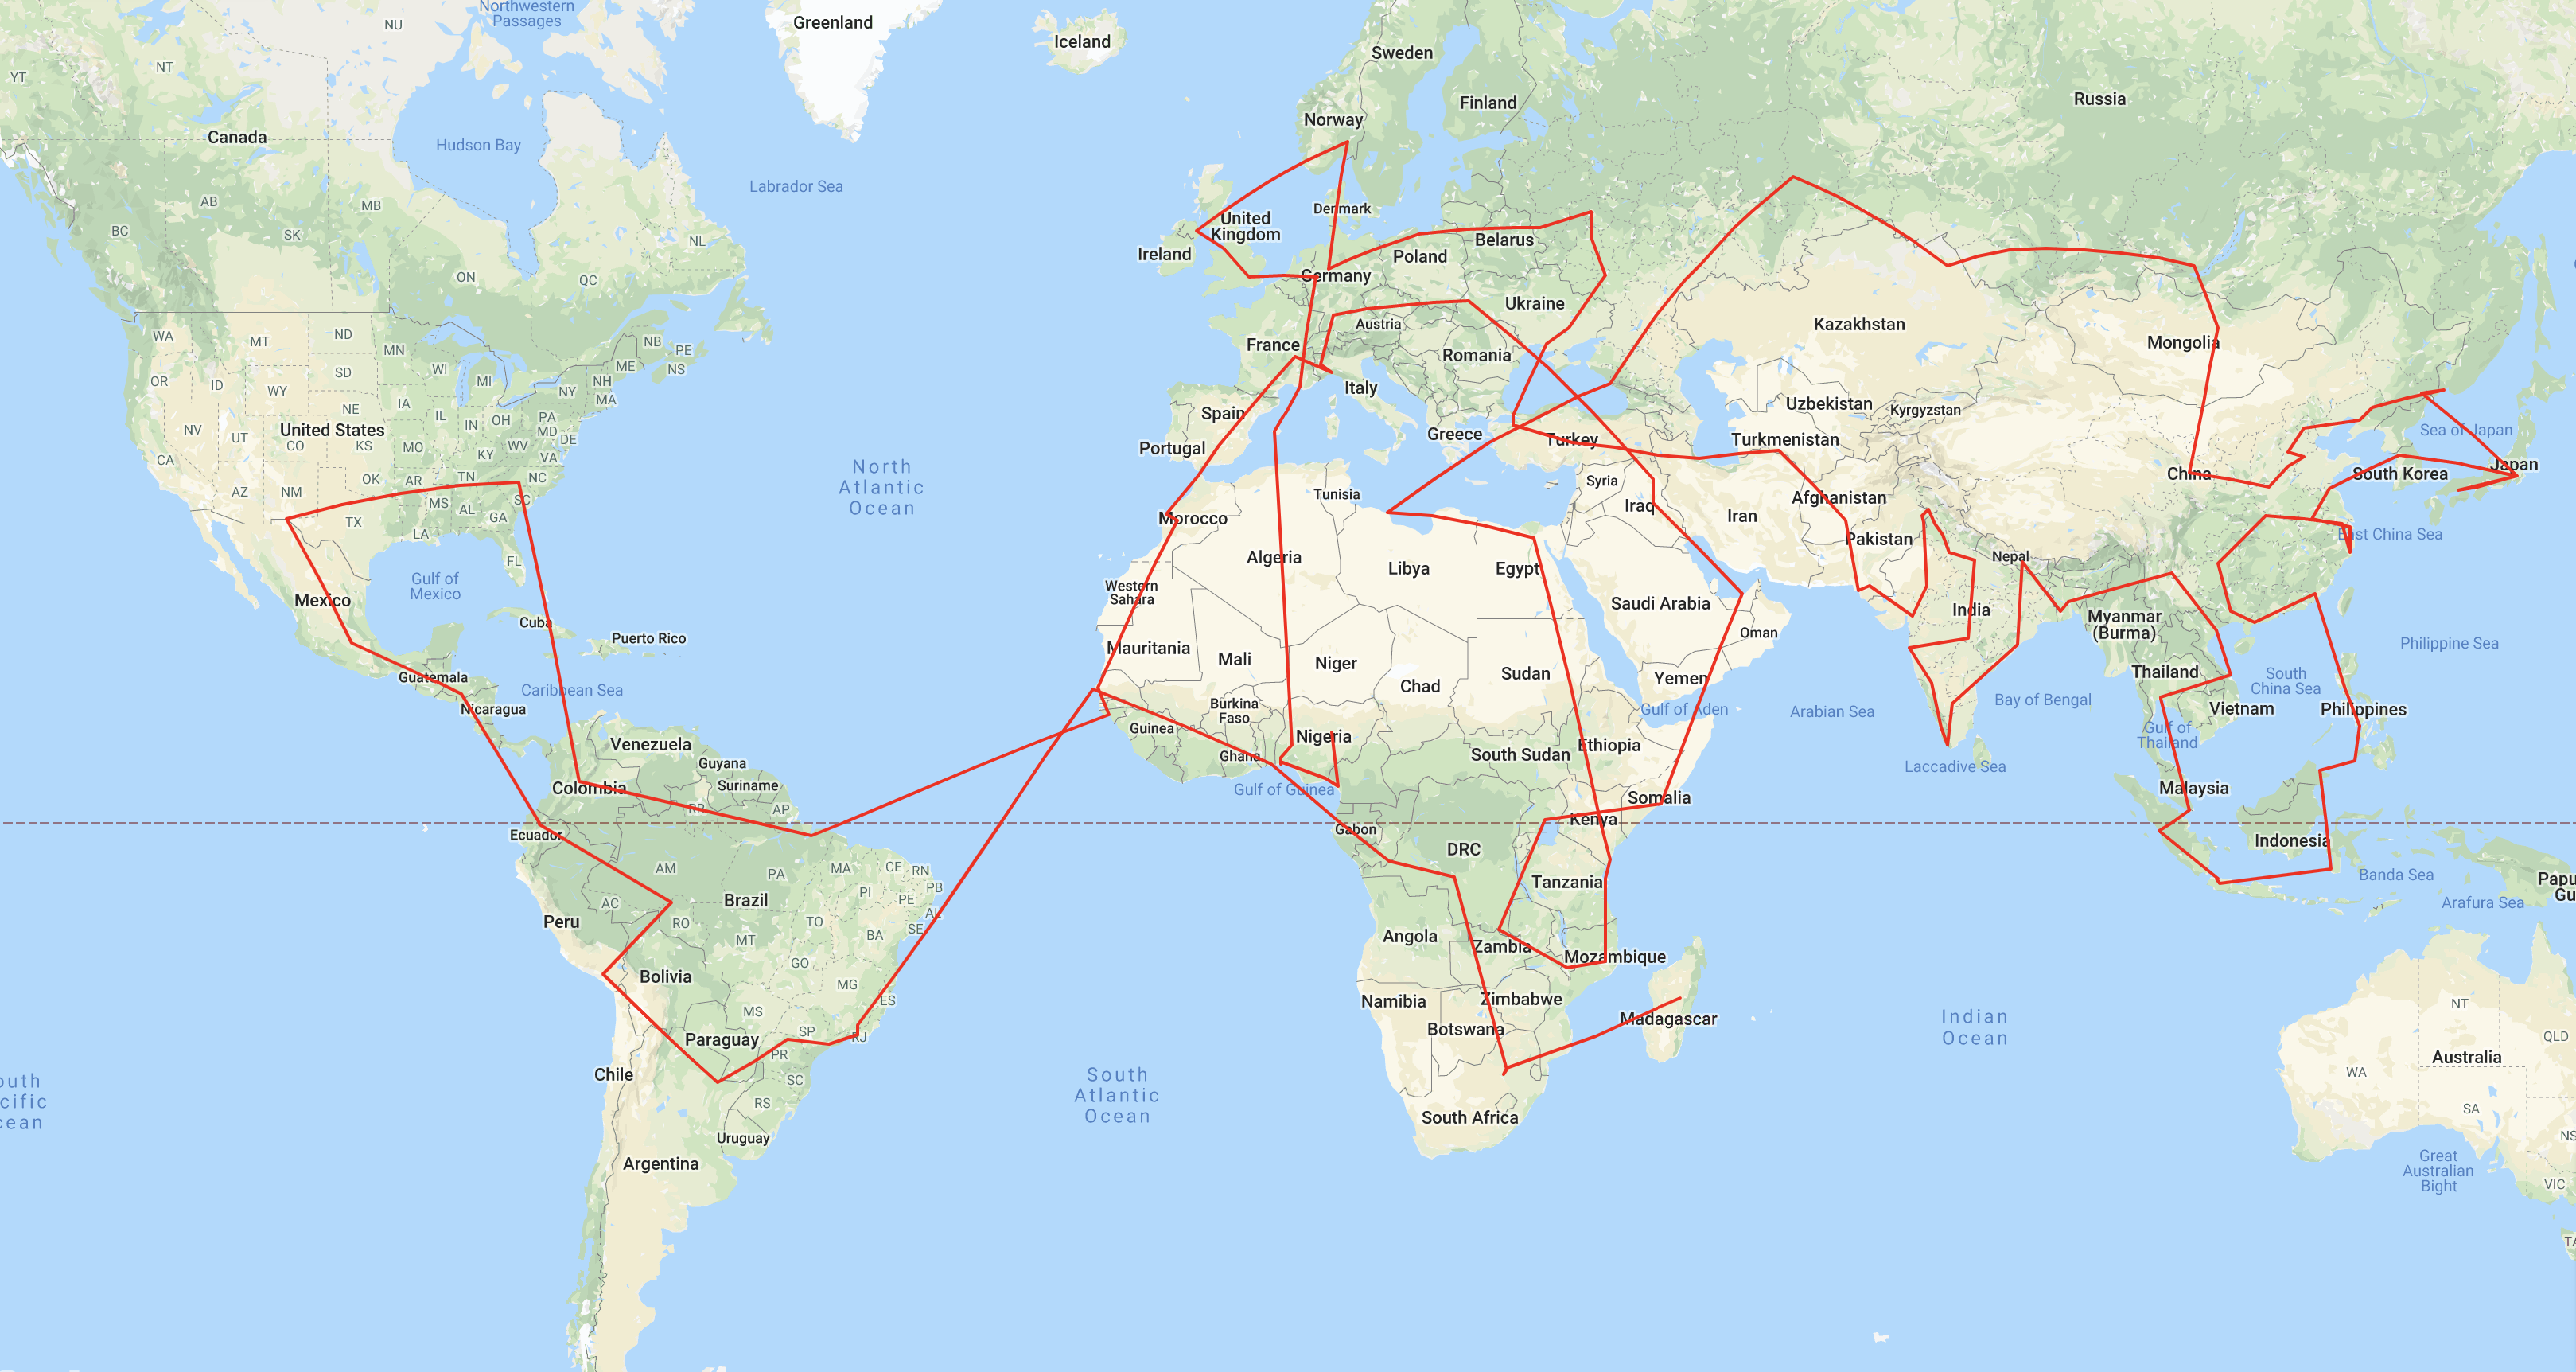 Northwestern
Passages
NU
Greenland
Iceland
Sweden
Finland
Norway
Russia
YT
NT
Canada
Hudson Bay
Labrador Sea
AB
MB
BC
SK
NL
ON
QC
United
Kingdom
Ireland
Denmark
Belarus
Poland
Germany
Ukraine
Austria
France
Romania
Italy
Spain
Portugal
Greece
Turkey
Kazakhstan
Mongolia
Uzbekistan
Kyrgyzstan
Turkmenistan
WA
MT
ND
MN
NB
PE
NS
ME
OR
ID
WY
SD
WI
MI
NH
NY
MA
NE
IA
IL
IN
OH
PA
MD
DE
NV
UT
United States
CO
KS
MO
WV
KY
VA
CA
AZ
NM
OK
AR
TN
NC
SC
MS
AL
GA
TX
LA
FL
North
Atlantic
Ocean
Sea of Japan
Japan
South Korea
China
East China Sea
Syria
Iraq
Iran
Afghanistan
Pakistan
Nepal
Tunisia
Morocco
Algeria
Libya
Egypt
Western
Sahara
Saudi Arabia
Oman
India
Myanmar
(Burma)
Gulf of
Mexico
Mexico
Cuba
Puerto Rico
Guatemala
Caribbean Sea
Nicaragua
Mauritania
Mali
Niger
Chad
Sudan
Yemen
Gulf of Aden
Arabian Sea
Bay of Bengal
Thailand
South
China Sea
Philippine Sea
Vietnam
Philippines
Gulf of
Thailand
Burkina
Faso
Guinea
Ghana
Nigeria
Gulf of Guinea
South Sudan
Ethiopia
Somalia
Laccadive Sea
Malaysia
Venezuela
Guyana
Suriname
Colombia
RR
AP
Ecuador
Gabon
Kenya
DRC
Indonesia
Banda Sea
Arafura Sea
Papu
Gu
AM
PA
MA
CE
RN
PB
PE
PI
AL
SE
AC
RO
TO
BA
MT
Brazil
Peru
Tanzania
Angola
Zambia
Mozambique
Bolivia
GO
MG
ES
MS
SP
RJ
Paraguay
PR
SC
RS
Chile
Uruguay
Argentina
Namibia
Zimbabwe
Botswana
Madagascar
South Africa
South
Atlantic
Ocean
Indian
Ocean
NT
QLD
Australia
WA
SA
NS
Great
Australian
Bight
VIC
TA
outh
cific
cean